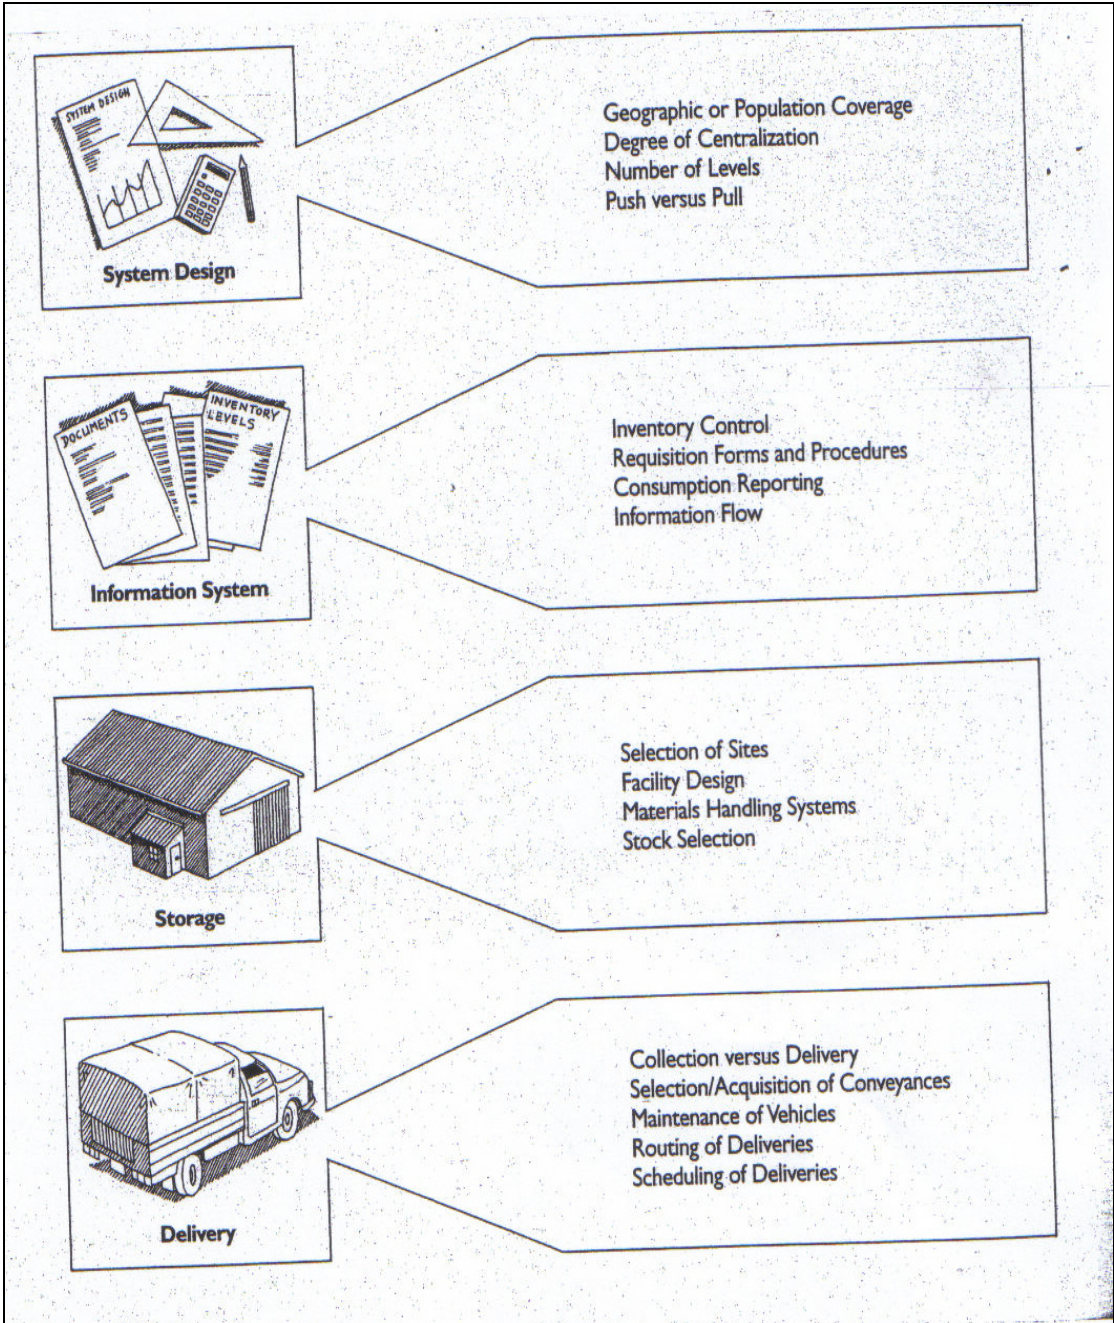 SYSTEM DESIGN
System Design
Geographic or Population Coverage
Degree of Centralization
Number of Levels
Push versus Pull
DOCUMENTS
INVENTORY
LEVELS
Information System
Inventory Control
Requisition Forms and Procedures
Consumption Reporting
Information Flow
Storage
Selection of Sites
Facility Design
Materials Handling Systems
Stock Selection
Delivery
Collection versus Delivery
Selection/Acquisition of Conveyances
Maintenance of Vehicles
Routing of Deliveries
Scheduling of Deliveries